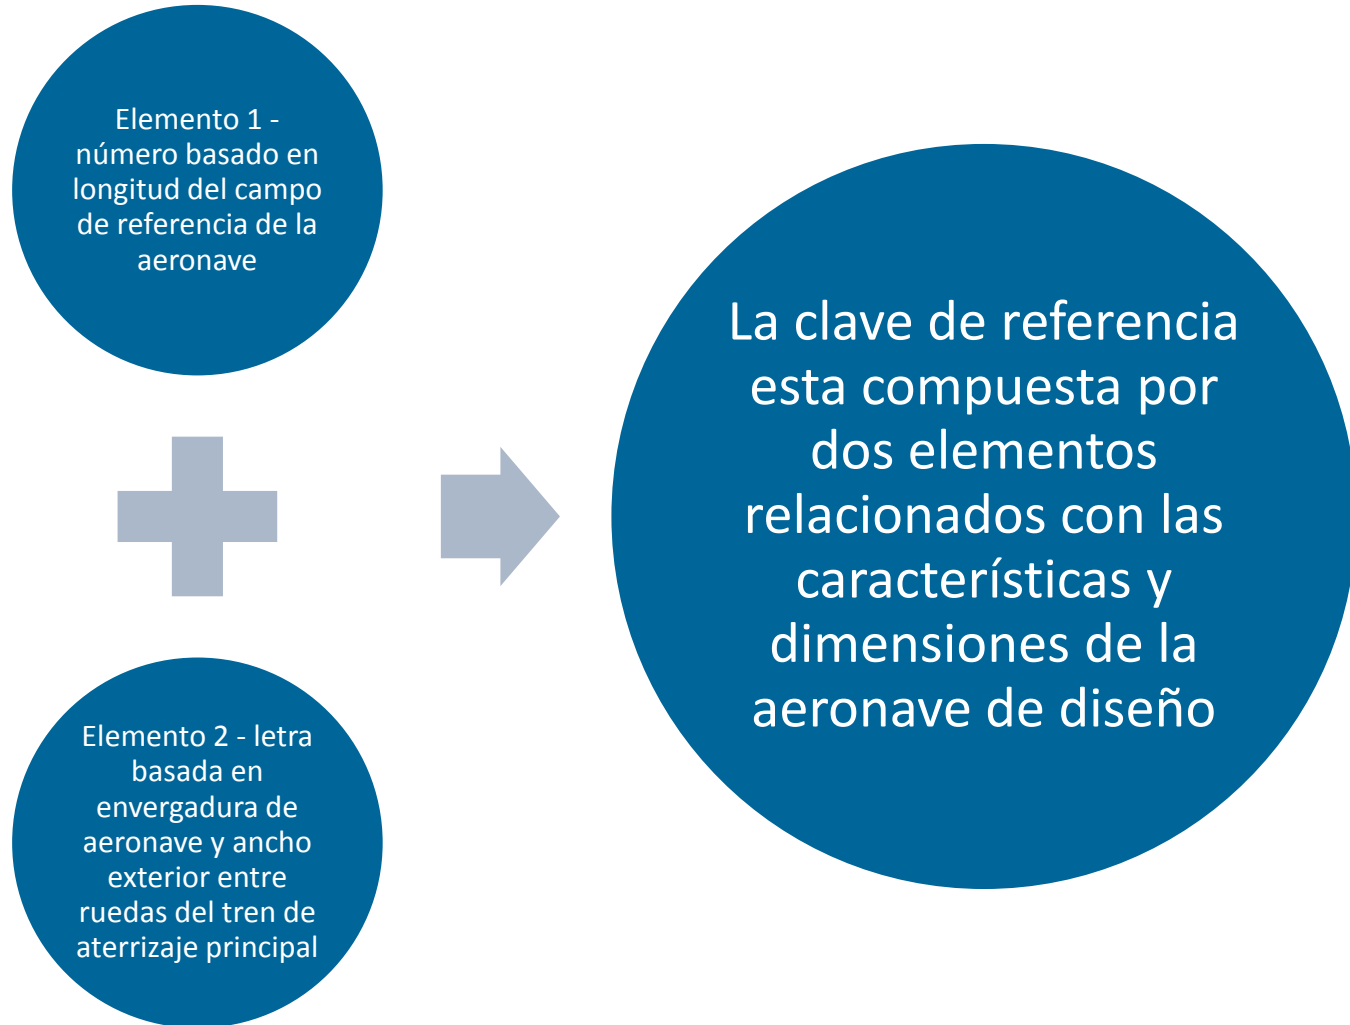 Elemento 1 -
número basado en
longitud del campo
de referencia de la
aeronave
Elemento 2 - letra
basada en
envergadura de
aeronave y ancho
exterior entre
ruedas del tren de
aterrizaje principal
La clave de referencia
esta compuesta por
dos elementos
relacionados con las
características y
dimensiones de la
aeronave de diseño